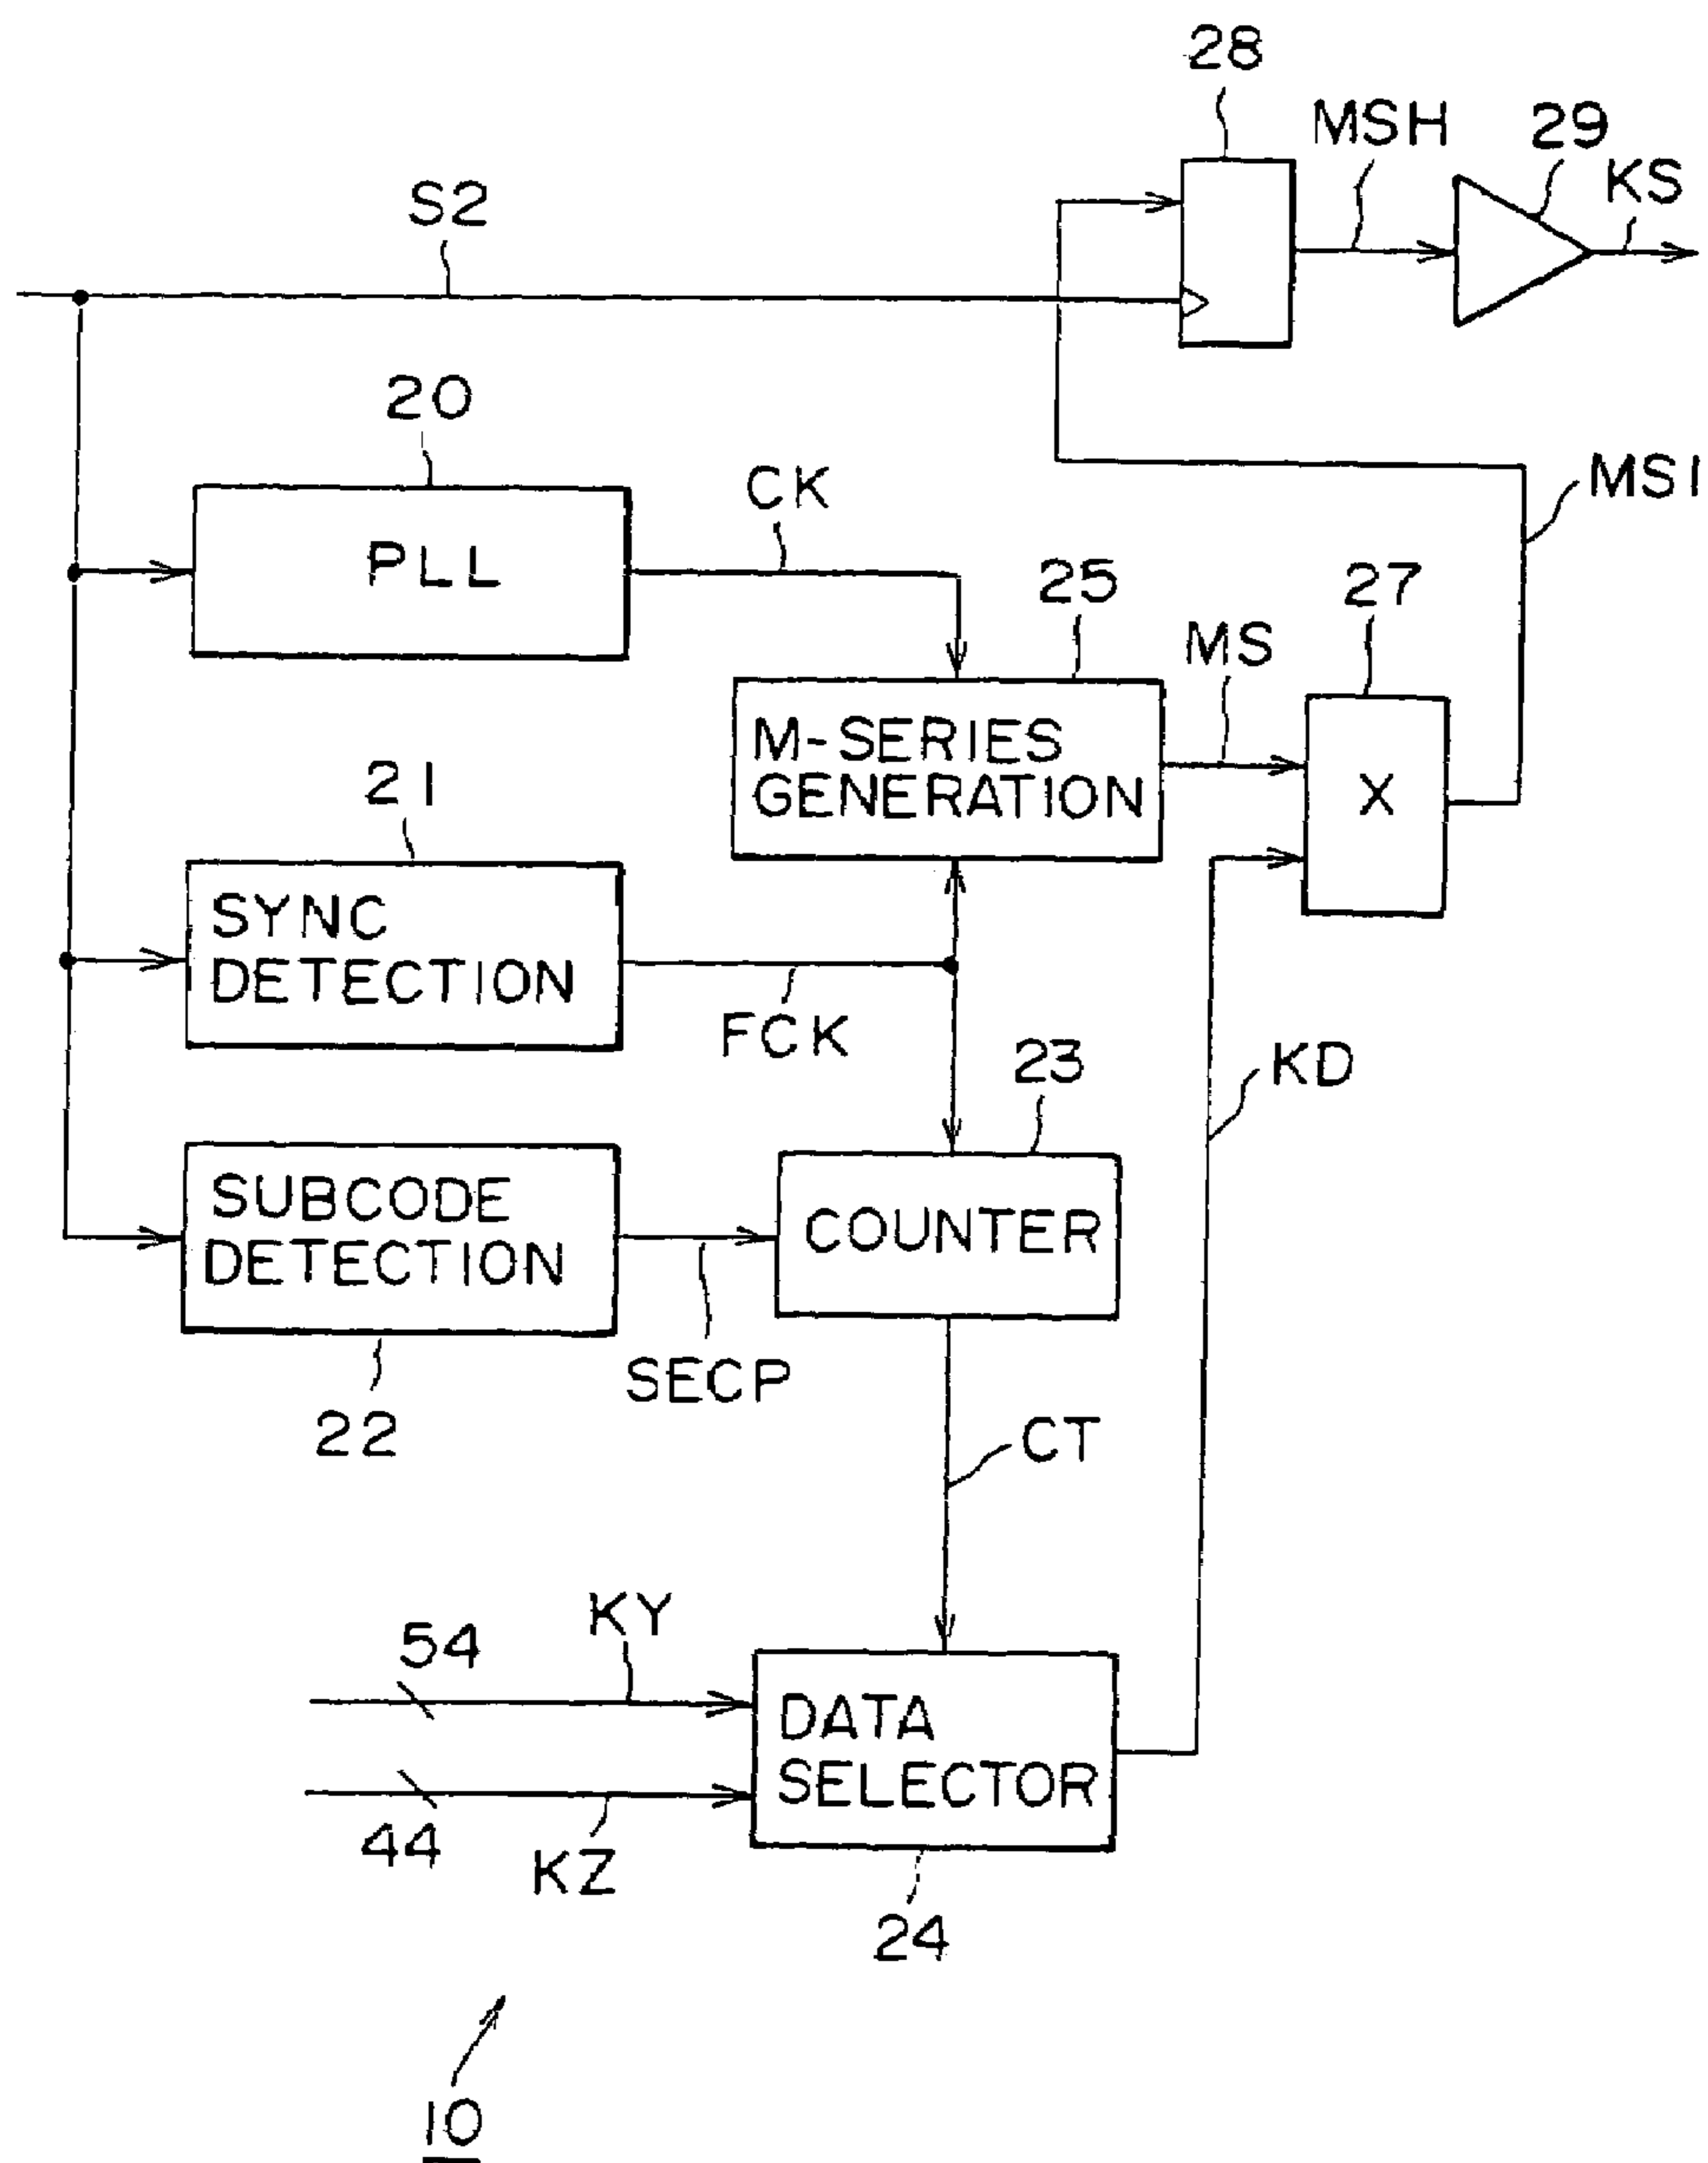 28
MSH
29
KS
S2
20
CK
PLL
MS1
25
27
MS
M-SERIES
GENERATION
X
21
SYNC
DETECTION
FCK
23
KD
SUBCODE
DETECTION
COUNTER
SECP
22
CT
KY
54
DATA
SELECTOR
44
KZ
24
10